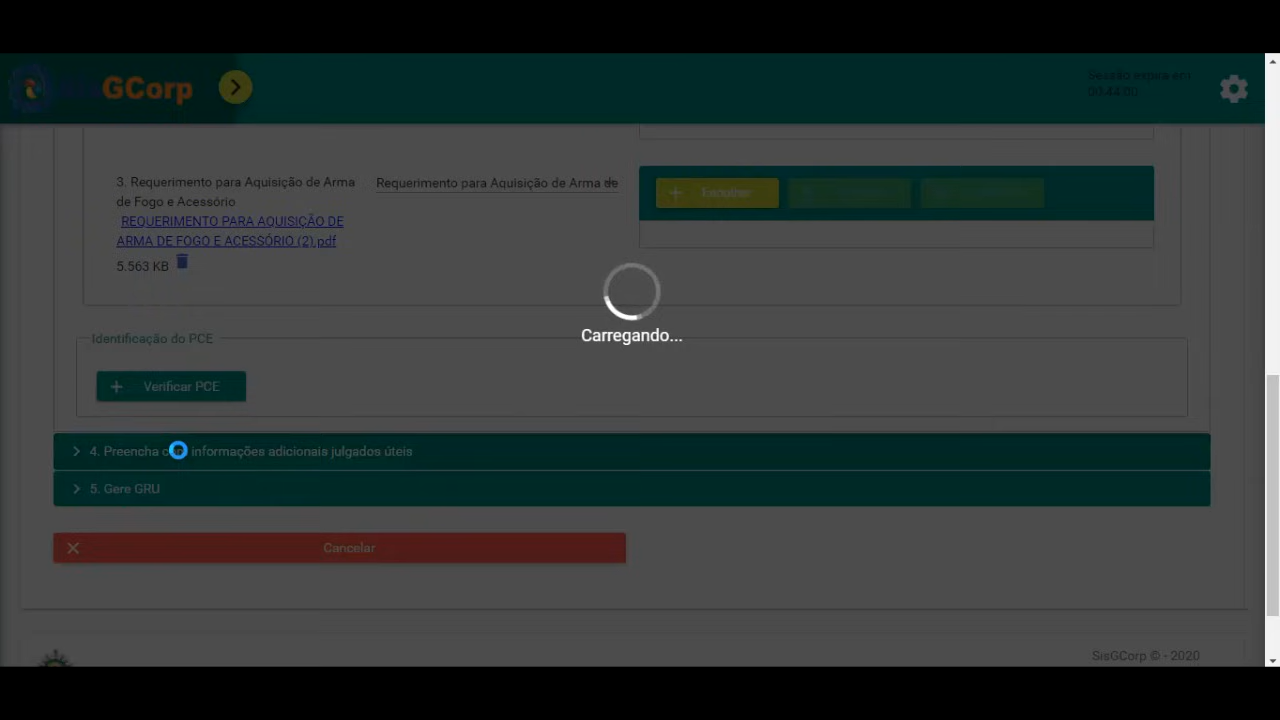 GCorp
Sessão expira em
00:44:00
3. Requerimento para Aquisição de Arma
de Fogo e Acessório
REQUERIMENTO PARA AQUISIÇÃO DE
ARMA DE FOGO E ACESSÓRIO (2).pdf
5.563 KB
Requerimento para Aquisição de Arma de
Escolher
Carregando...
Identificação do PCE
Verificar PCE
4. Preencha informações adicionais julgados úteis
5. Gere GRU
Cancelar
SisGCorp © - 2020